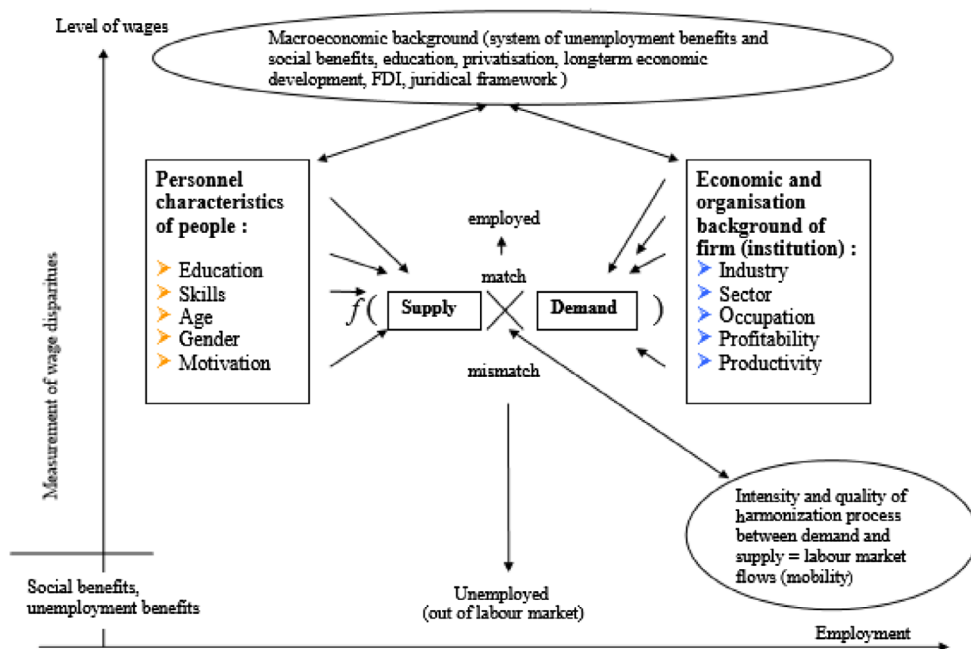 Level of wages
Macroeconomic background (system of unemployment benefits and
social benefits, education, privatisation, long-term economic
development, FDI, juridical framework )
Personnel
characteristics
of people :
Education
Skills
Age
Gender
Motivation
employed
match
f( Supply Demand )
mismatch
Economic and
organisation
background of
firm (institution) :
Industry
Sector
Occupation
Profitability
Productivity
Measurement of wage disparities
Intensity and quality of
harmonization process
between demand and
supply = labour market
flows (mobility)
Social benefits,
unemployment benefits
Unemployed
(out of labour market)
Employment